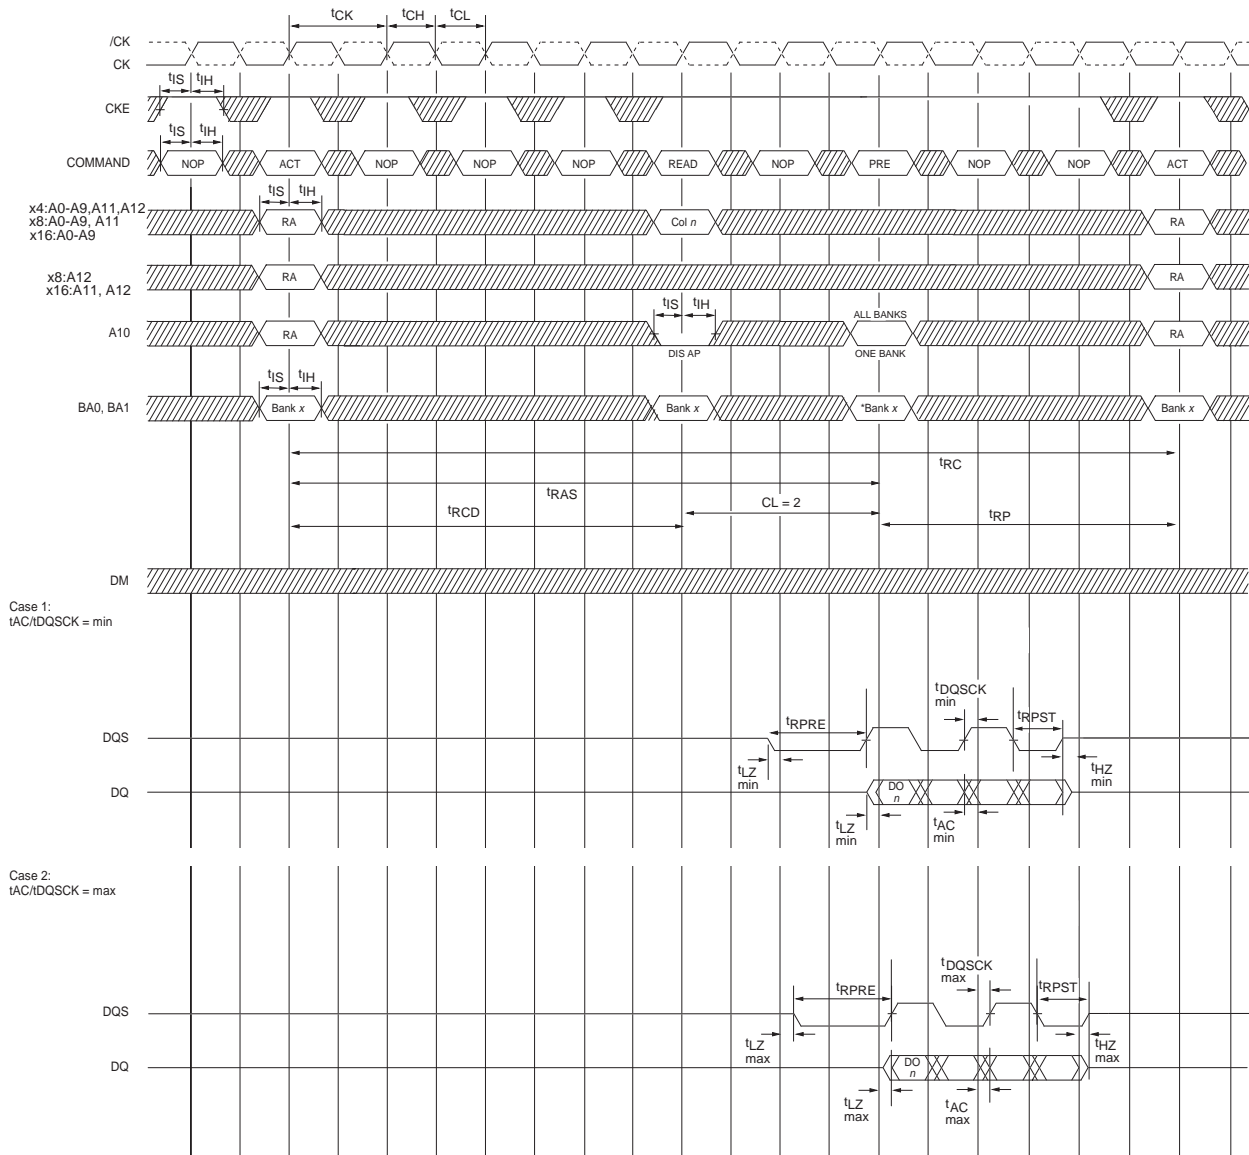 tCK tCH tCL
/CK
CK
tIS tIH
CKE
tIS tIH
COMMAND NOP ACT NOP NOP NOP READ NOP PRE NOP NOP ACT
tIS tIH
x4:A0-A9,A11,A12
x8:A0-A9, A11
x16:A0-A9
RA Col n RA
x8:A12
x16:A11, A12
RA RA
tIS tIH ALL BANKS
A10 RA RA
DIS AP ONE BANK
tIS tIH
BA0, BA1 Bank x Bank x *Bank x Bank x
tRC
tRAS
CL = 2
tRCD tRP
DM
Case 1:
tAC/tDQSCK = min
tDQSCK
min
tRPRE tRPST
DQS
tLZ
min
tHZ
min
DQ DO
n
tLZ
min
tAC
min
Case 2:
tAC/tDQSCK = max
tDQSCK
max
tRPRE tRPST
DQS
tLZ
max
tHZ
max
DQ DO
n
tLZ
max
tAC
max